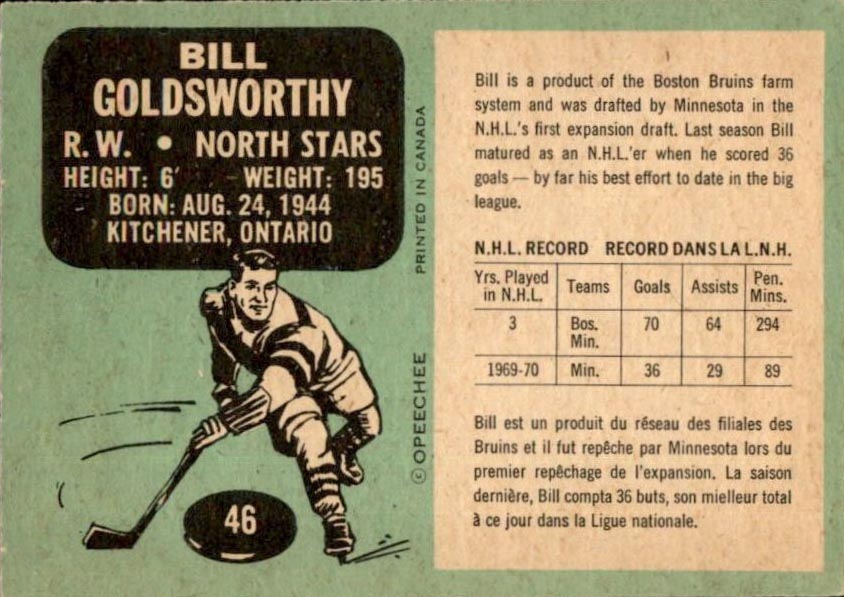 BILL
GOLDSWORTHY
R.W. • NORTH STARS
HEIGHT: 6' WEIGHT: 195
BORN: AUG. 24, 1944
KITCHENER, ONTARIO
46
PRINTED IN CANADA
© OPEECHEE
Bill is a product of the Boston Bruins farm
system and was drafted by Minnesota in the
N.H.L.'s first expansion draft. Last season Bill
matured as an N.H.L.'er when he scored 36
goals — by far his best effort to date in the big
league.
N.H.L. RECORD RECORD DANS LA L.N.H.
Yrs. Played in N.H.L. Teams Goals Assists Pen. Mins.
3 Bos. Min. 70 64 294
1969-70 Min. 36 29 89
Bill est un produit du réseau des filiales des
Bruins et il fut repêche par Minnesota lors du
premier repêchage de l'expansion. La saison
dernière, Bill compta 36 buts, son mielleur total
à ce jour dans la Ligue nationale.